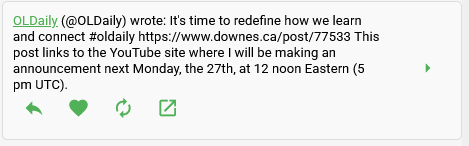 OLDaily (@OLDaily) wrote: It's time to redefine how we learn
and connect #oldaily https://www.downes.ca/post/77533 This
post links to the YouTube site where I will be making an
announcement next Monday, the 27th, at 12 noon Eastern (5
pm UTC).